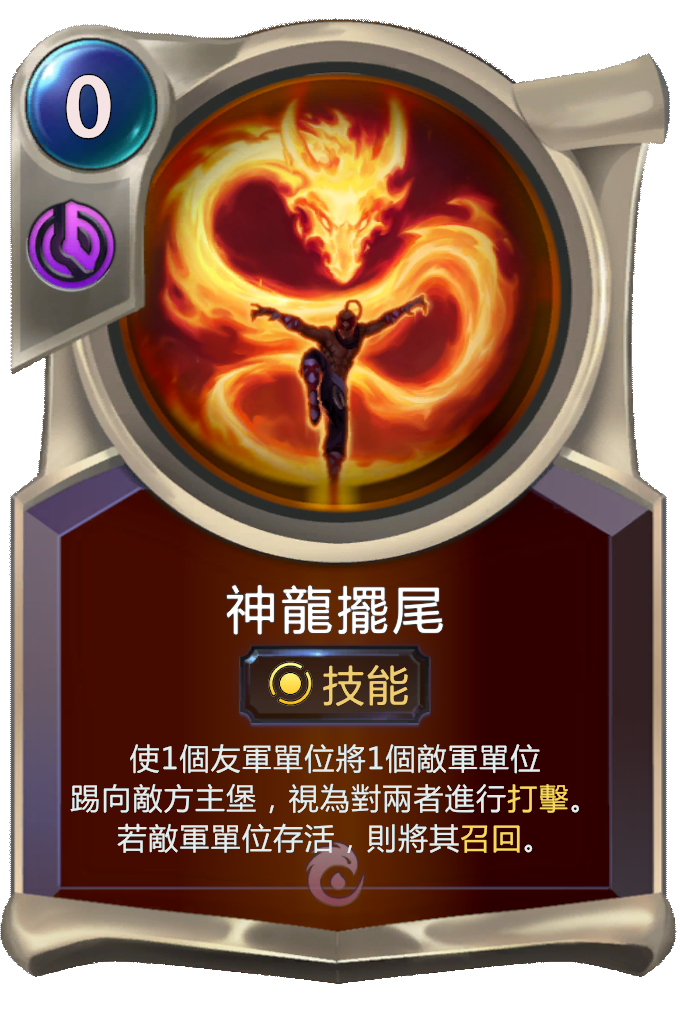 0
神龍擺尾
技能
使1個友軍單位將1個敵軍單位
踢向敵方主堡，視為對兩者進行打擊。
若敵軍單位存活，則將其召回。